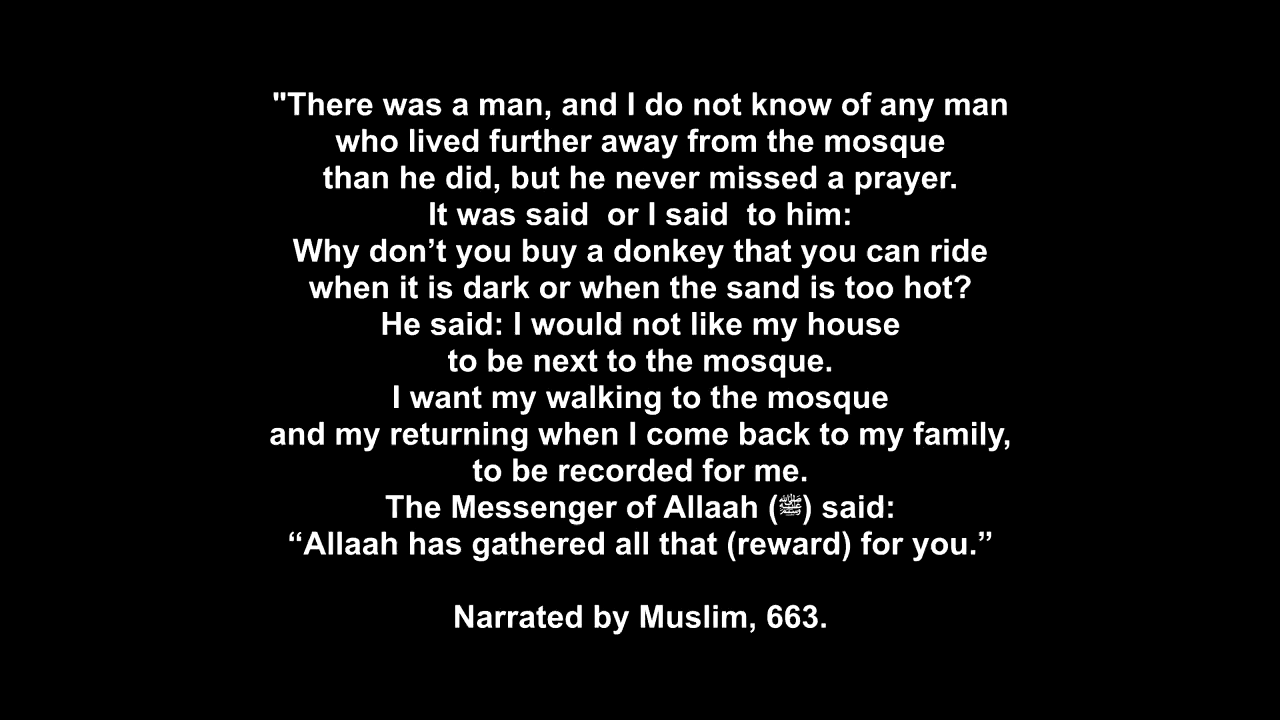 "There was a man, and I do not know of any man
who lived further away from the mosque
than he did, but he never missed a prayer.
It was said  or I said  to him:
Why don’t you buy a donkey that you can ride
when it is dark or when the sand is too hot?
He said: I would not like my house
to be next to the mosque.
I want my walking to the mosque
and my returning when I come back to my family,
to be recorded for me.
The Messenger of Allaah (ﷺ) said:
“Allaah has gathered all that (reward) for you.”
Narrated by Muslim, 663.